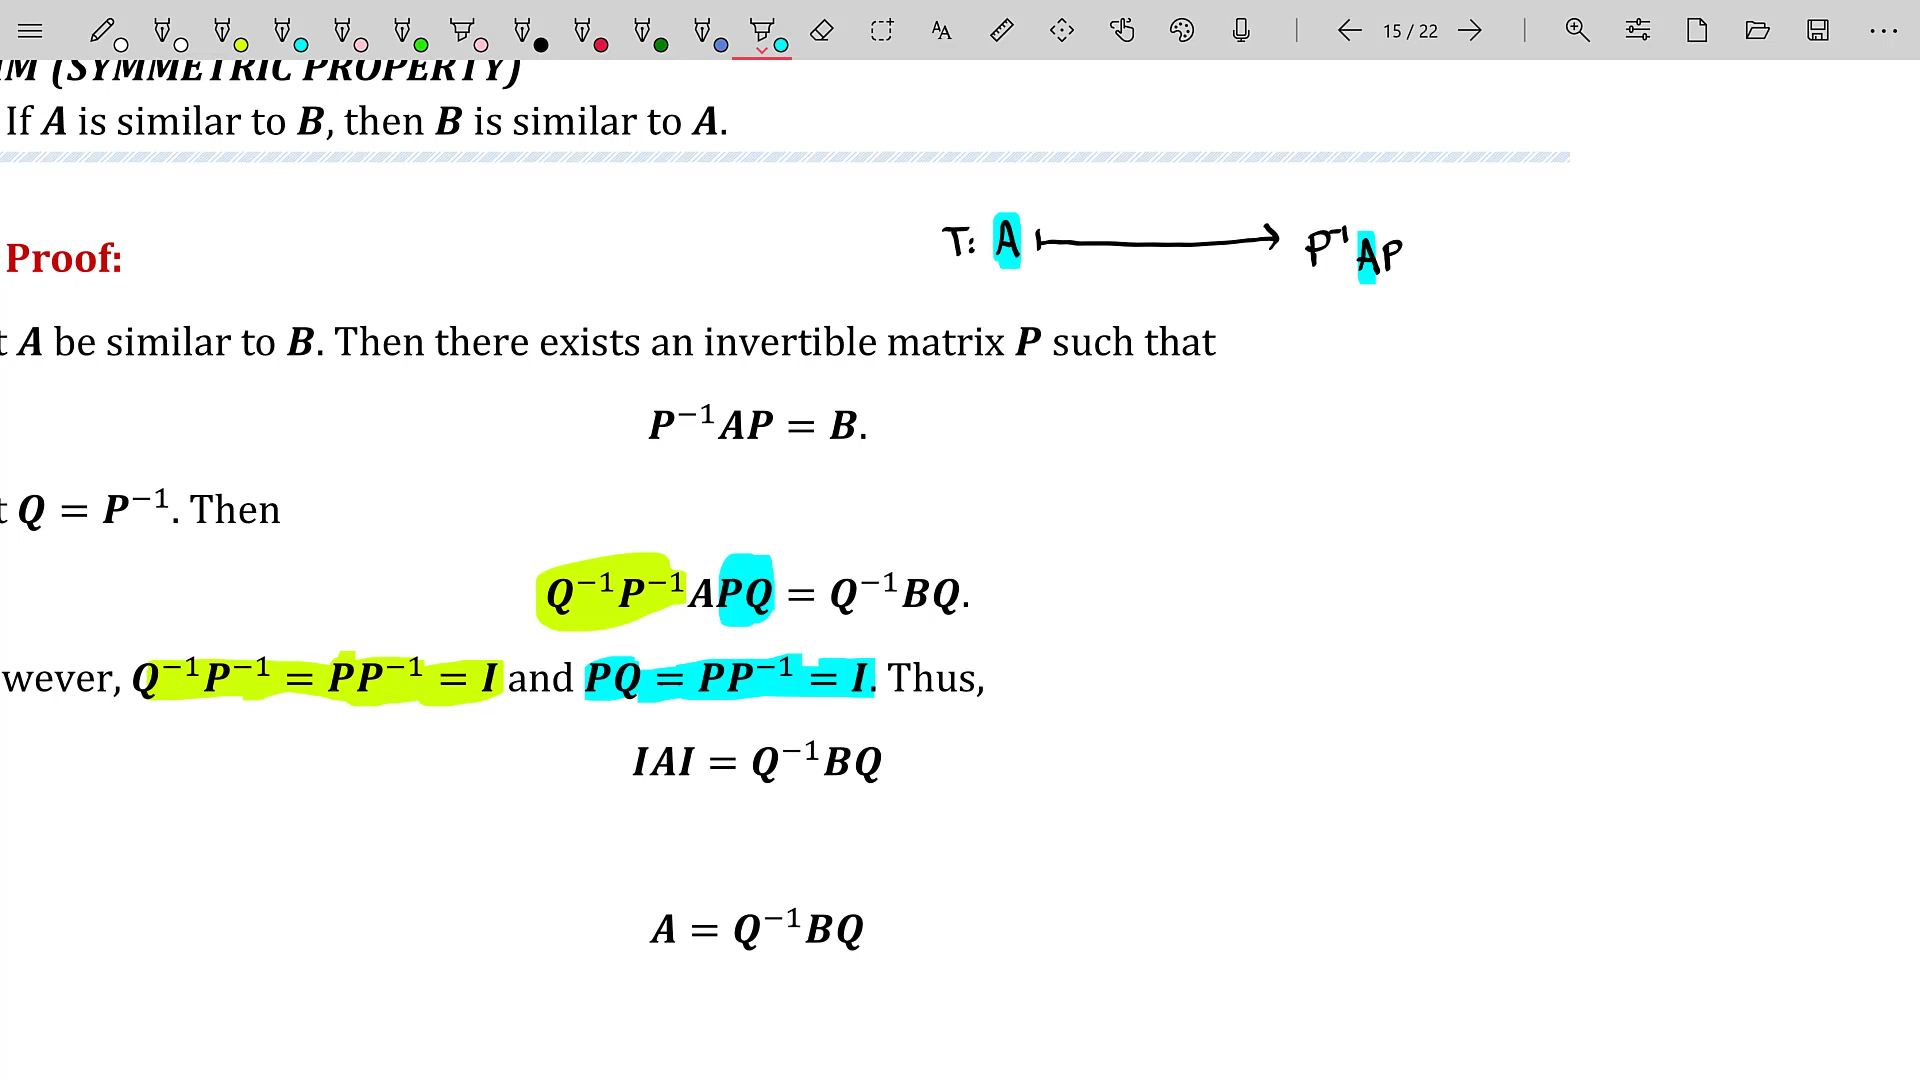 15 / 22
M (SYMMETRIC PROPERTY)
If A is similar to B, then B is similar to A.
T: A ↦ P⁻¹AP
Proof:
t A be similar to B. Then there exists an invertible matrix P such that
P⁻¹AP = B.
t Q = P⁻¹. Then
Q⁻¹P⁻¹APQ = Q⁻¹BQ.
wever, Q⁻¹P⁻¹ = PP⁻¹ = I and PQ = PP⁻¹ = I. Thus,
IAI = Q⁻¹BQ
A = Q⁻¹BQ